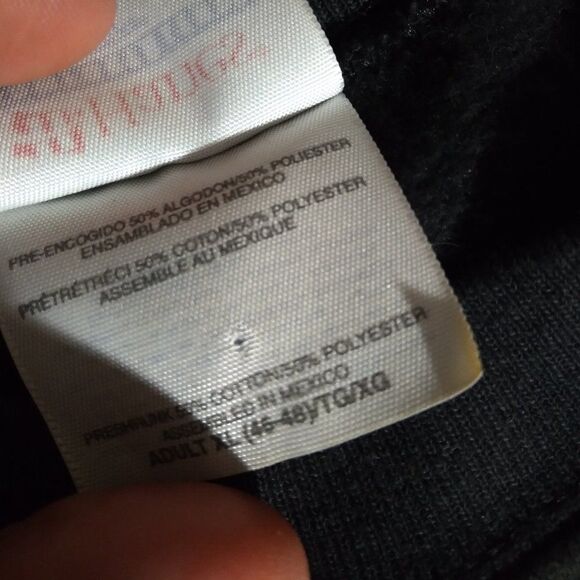 PRE-ENCOGIDO 50% ALGODON/50% POLIESTER
ENSAMBLADO EN MEXICO
PRÉTRÉTRÉCI 50% COTON/50% POLYESTER
ASSEMBLE AU MEXIQUE
PRESHRUNK 50% COTTON/50% POLYESTER
ASSEMBLED IN MEXICO
ADULT XL (46-48)/TG/XG